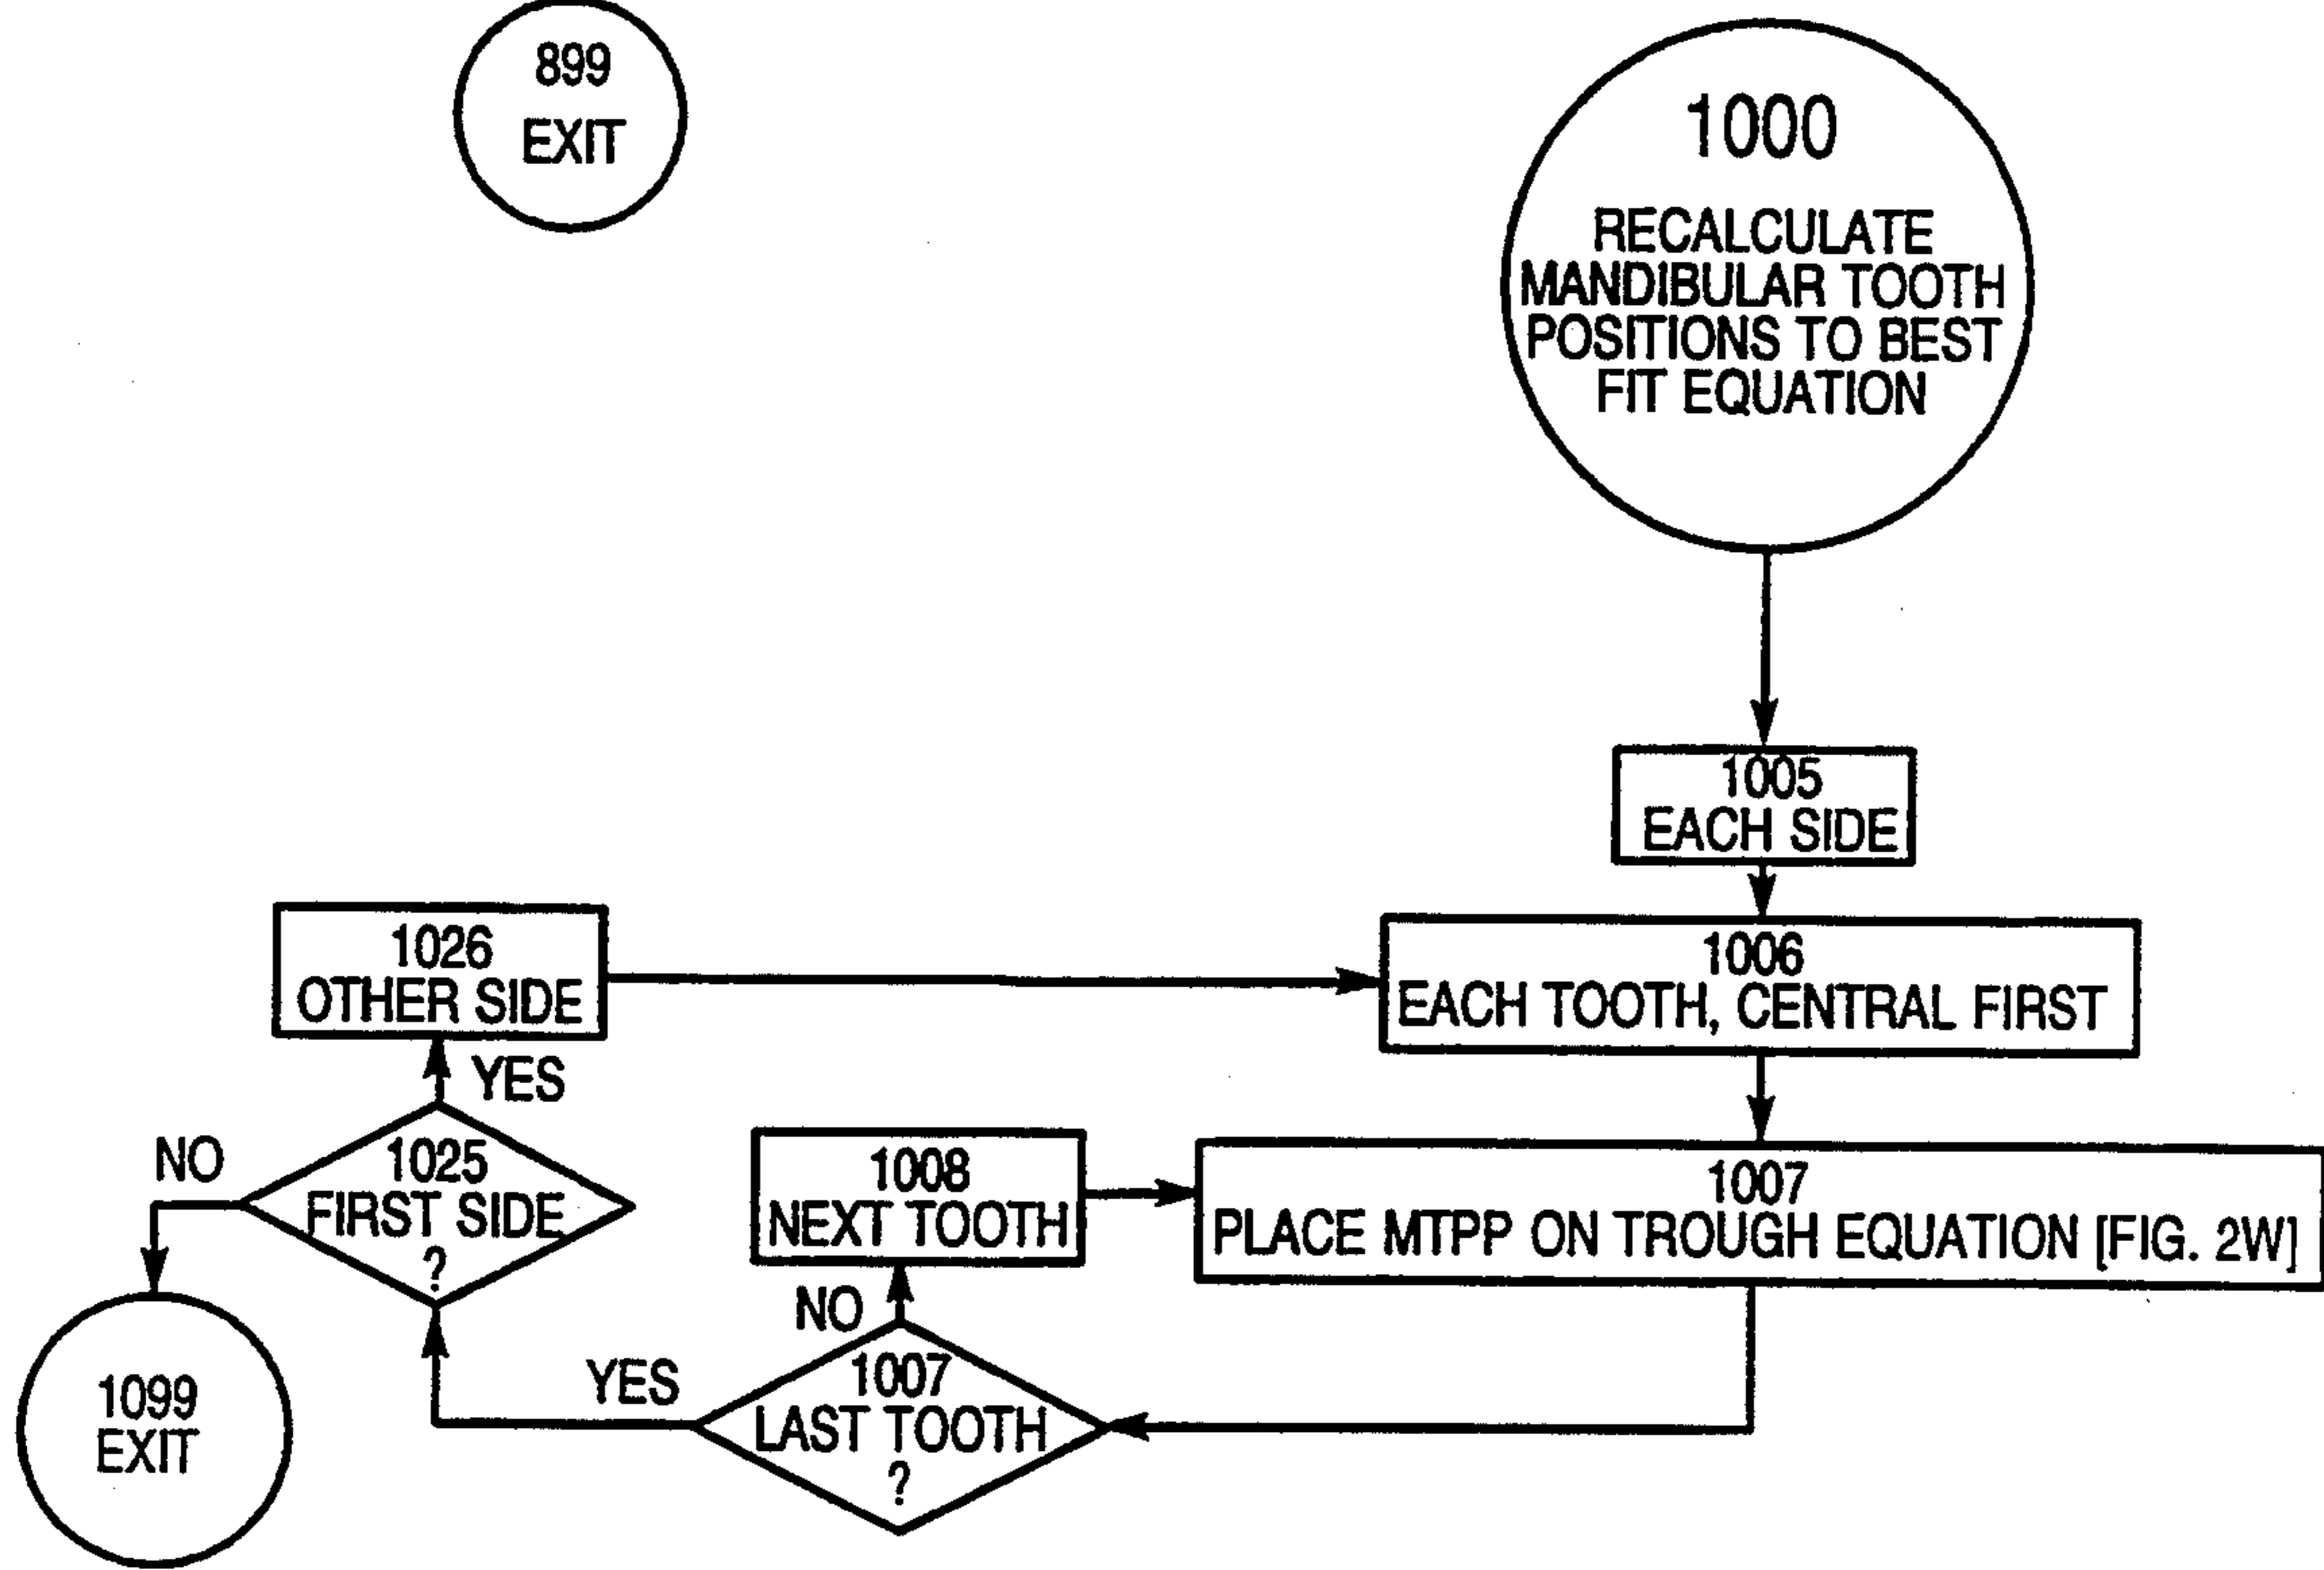 899
EXIT
1000
RECALCULATE
MANDIBULAR TOOTH
POSITIONS TO BEST
FIT EQUATION
1005
EACH SIDE
1026
OTHER SIDE
1006
EACH TOOTH, CENTRAL FIRST
YES
NO
1025
FIRST SIDE
?
1008
NEXT TOOTH
1007
PLACE MTPP ON TROUGH EQUATION [FIG. 2W]
NO
YES
1007
LAST TOOTH
?
1099
EXIT